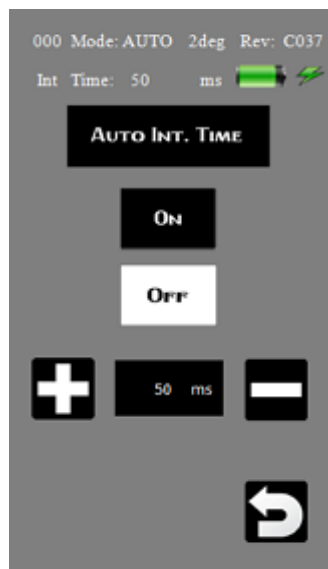 000 Mode: AUTO 2deg Rev: C037
Int Time: 50 ms
AUTO INT. TIME
ON
OFF
50 ms